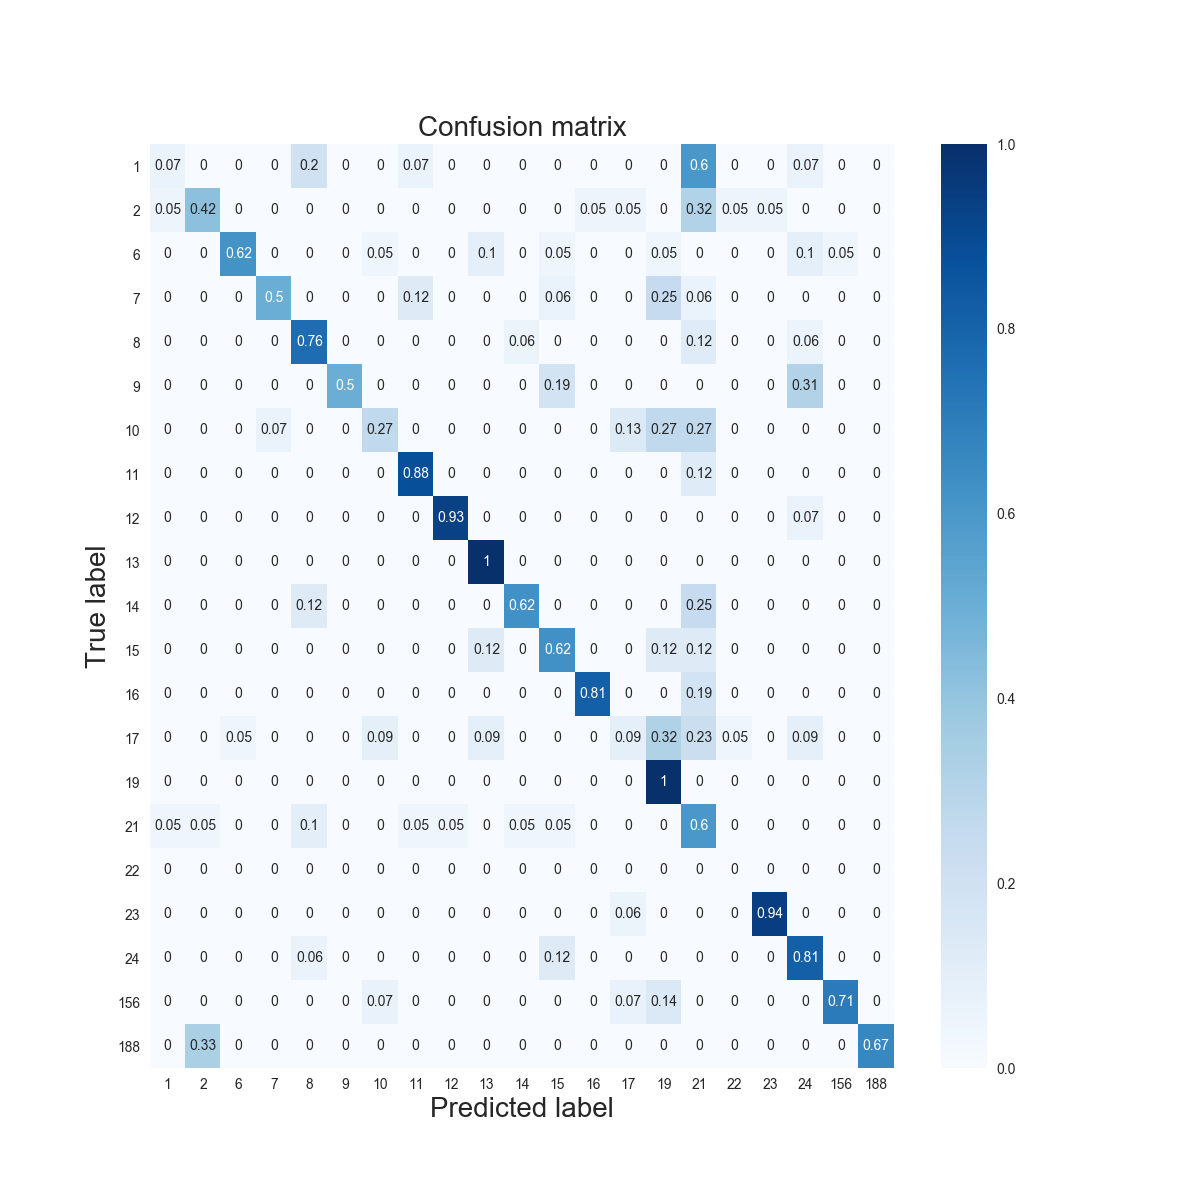 Confusion matrix
1 0.07 0 0 0 0.2 0 0 0.07 0 0 0 0 0 0 0 0.6 0 0 0.07 0 0
2 0.05 0.42 0 0 0 0 0 0 0 0 0 0 0.05 0.05 0 0.32 0.05 0.05 0 0 0
6 0 0 0.62 0 0 0 0.05 0 0 0.1 0 0.05 0 0 0.05 0 0 0 0.1 0.05 0
7 0 0 0 0.5 0 0 0 0.12 0 0 0 0.06 0 0 0.25 0.06 0 0 0 0 0
8 0 0 0 0 0.76 0 0 0 0 0 0.06 0 0 0 0 0.12 0 0 0.06 0 0
9 0 0 0 0 0 0.5 0 0 0 0 0 0.19 0 0 0 0 0 0 0.31 0 0
10 0 0 0 0.07 0 0 0.27 0 0 0 0 0 0 0.13 0.27 0.27 0 0 0 0 0
11 0 0 0 0 0 0 0 0.88 0 0 0 0 0 0 0 0.12 0 0 0 0 0
12 0 0 0 0 0 0 0 0 0.93 0 0 0 0 0 0 0 0 0 0.07 0 0
13 0 0 0 0 0 0 0 0 0 1 0 0 0 0 0 0 0 0 0 0 0
14 0 0 0 0 0.12 0 0 0 0 0 0.62 0 0 0 0 0.25 0 0 0 0 0
15 0 0 0 0 0 0 0 0 0 0.12 0 0.62 0 0 0.12 0.12 0 0 0 0 0
16 0 0 0 0 0 0 0 0 0 0 0 0 0.81 0 0 0.19 0 0 0 0 0
17 0 0 0.05 0 0 0 0.09 0 0 0.09 0 0 0 0.09 0.32 0.23 0.05 0 0.09 0 0
19 0 0 0 0 0 0 0 0 0 0 0 0 0 0 1 0 0 0 0 0 0
21 0.05 0.05 0 0 0.1 0 0 0.05 0.05 0 0.05 0.05 0 0 0 0.6 0 0 0 0 0
22 0 0 0 0 0 0 0 0 0 0 0 0 0 0 0 0 0 0 0 0 0
23 0 0 0 0 0 0 0 0 0 0 0 0 0 0.06 0 0 0 0.94 0 0 0
24 0 0 0 0 0.06 0 0 0 0 0 0 0.12 0 0 0 0 0 0 0.81 0 0
156 0 0 0 0 0 0 0.07 0 0 0 0 0 0 0.07 0.14 0 0 0 0 0.71 0
188 0 0.33 0 0 0 0 0 0 0 0 0 0 0 0 0 0 0 0 0 0 0.67
1 2 6 7 8 9 10 11 12 13 14 15 16 17 19 21 22 23 24 156 188
Predicted label
True label
1.0
0.8
0.6
0.4
0.2
0.0